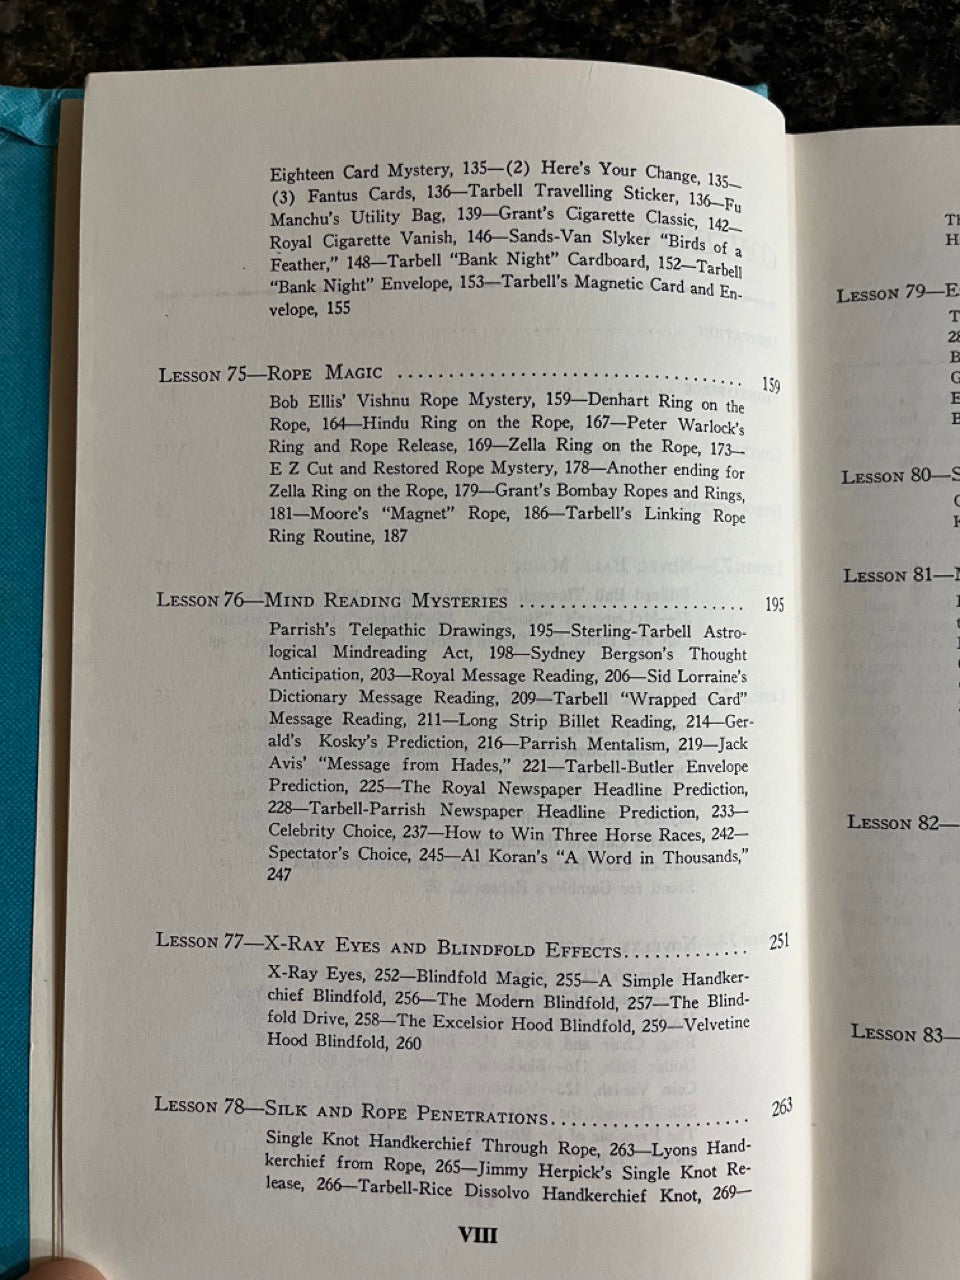 Eighteen Card Mystery, 135—(2) Here's Your Change, 135—
(3) Fantus Cards, 136—Tarbell Travelling Sticker, 136—Fu
Manchu's Utility Bag, 139—Grant's Cigarette Classic, 142—
Royal Cigarette Vanish, 146—Sands-Van Slyker “Birds of a
Feather,” 148—Tarbell “Bank Night” Cardboard, 152—Tarbell
“Bank Night” Envelope, 153—Tarbell's Magnetic Card and En-
velope, 155
LESSON 75—ROPE MAGIC ................................. 159
Bob Ellis' Vishnu Rope Mystery, 159—Denhart Ring on the
Rope, 164—Hindu Ring on the Rope, 167—Peter Warlock's
Ring and Rope Release, 169—Zella Ring on the Rope, 173—
E Z Cut and Restored Rope Mystery, 178—Another ending for
Zella Ring on the Rope, 179—Grant's Bombay Ropes and Rings,
181—Moore's “Magnet” Rope, 186—Tarbell's Linking Rope
Ring Routine, 187
LESSON 76—MIND READING MYSTERIES ........................ 195
Parrish's Telepathic Drawings, 195—Sterling-Tarbell Astro-
logical Mindreading Act, 198—Sydney Bergson's Thought
Anticipation, 203—Royal Message Reading, 206—Sid Lorraine's
Dictionary Message Reading, 209—Tarbell “Wrapped Card”
Message Reading, 211—Long Strip Billet Reading, 214—Ger-
ald's Kosky's Prediction, 216—Parrish Mentalism, 219—Jack
Avis' “Message from Hades,” 221—Tarbell-Butler Envelope
Prediction, 225—The Royal Newspaper Headline Prediction,
228—Tarbell-Parrish Newspaper Headline Prediction, 233—
Celebrity Choice, 237—How to Win Three Horse Races, 242—
Spectator's Choice, 245—Al Koran's “A Word in Thousands,”
247
LESSON 77—X-RAY EYES AND BLINDFOLD EFFECTS............. 251
X-Ray Eyes, 252—Blindfold Magic, 255—A Simple Handker-
chief Blindfold, 256—The Modern Blindfold, 257—The Blind-
fold Drive, 258—The Excelsior Hood Blindfold, 259—Velvetine
Hood Blindfold, 260
LESSON 78—SILK AND ROPE PENETRATIONS.................... 263
Single Knot Handkerchief Through Rope, 263—Lyons Hand-
kerchief from Rope, 265—Jimmy Herpick's Single Knot Re-
lease, 266—Tarbell-Rice Dissolvo Handkerchief Knot, 269—
VIII
LESSON 79—
28
LESSON 80—
LESSON 81—
LESSON 82—
LESSON 83—